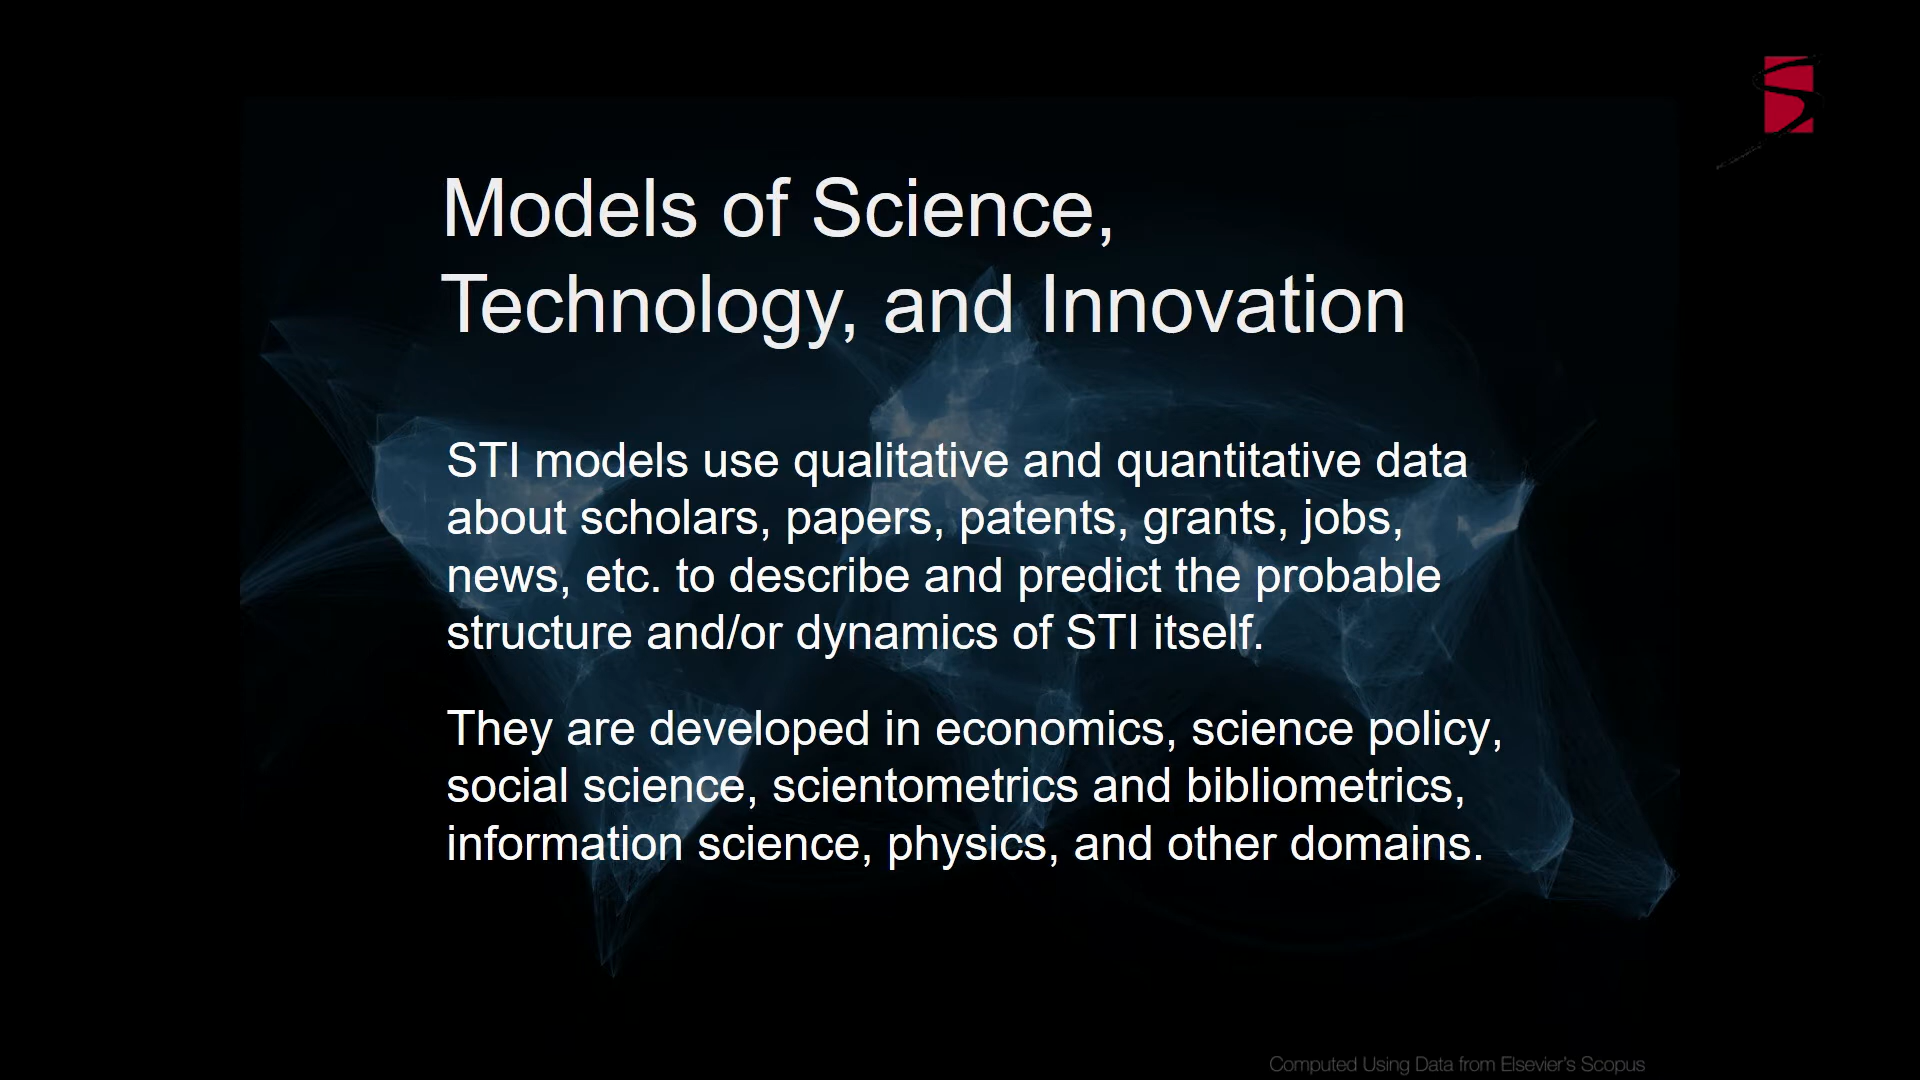 Models of Science,
Technology, and Innovation
STI models use qualitative and quantitative data
about scholars, papers, patents, grants, jobs,
news, etc. to describe and predict the probable
structure and/or dynamics of STI itself.
They are developed in economics, science policy,
social science, scientometrics and bibliometrics,
information science, physics, and other domains.
Computed Using Data from Elsevier's Scopus